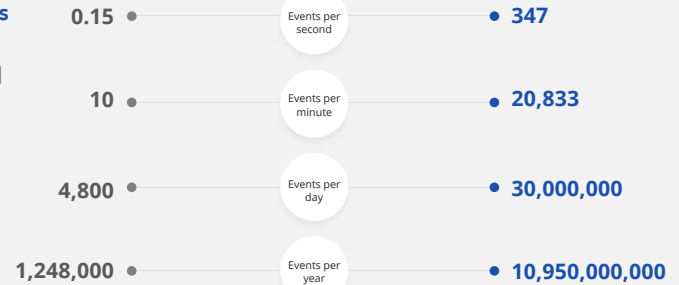 s
0.15
Events per
second
347
10
Events per
minute
20,833
4,800
Events per
day
30,000,000
1,248,000
Events per
year
10,950,000,000